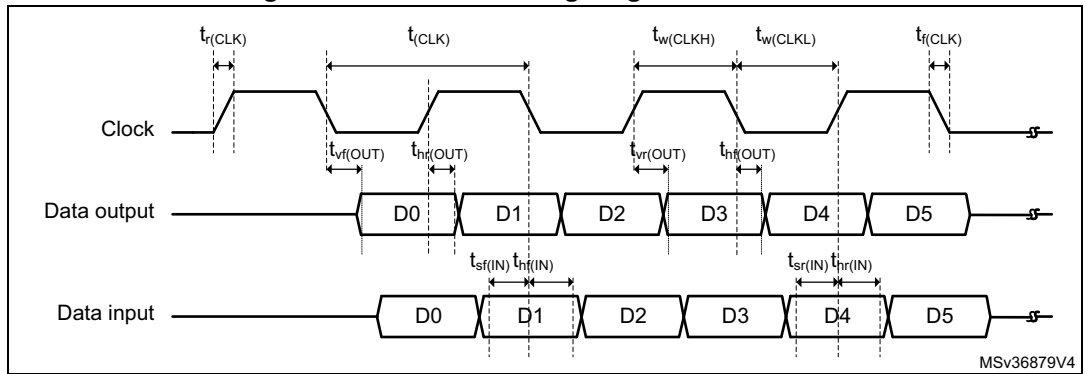 tr(CLK) t(CLK) tw(CLKH) tw(CLKL) tf(CLK)
Clock
tvf(OUT) thr(OUT) tvr(OUT) thf(OUT)
Data output D0 D1 D2 D3 D4 D5
tsf(IN) thf(IN) tsr(IN) thr(IN)
Data input D0 D1 D2 D3 D4 D5
MSv36879V4